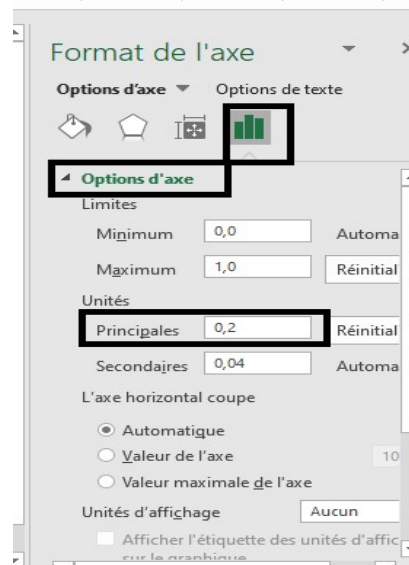 Format de l'axe
Options d'axe Options de texte
Options d'axe
Limites
Minimum 0,0 Automa
Maximum 1,0 Réinitial
Unités
Principales 0,2 Réinitial
Secondaires 0,04 Automa
L'axe horizontal coupe
Automatique
Valeur de l'axe 10
Valeur maximale de l'axe
Unités d'affichage Aucun
Afficher l'étiquette des unités d'affic
sur le graphique